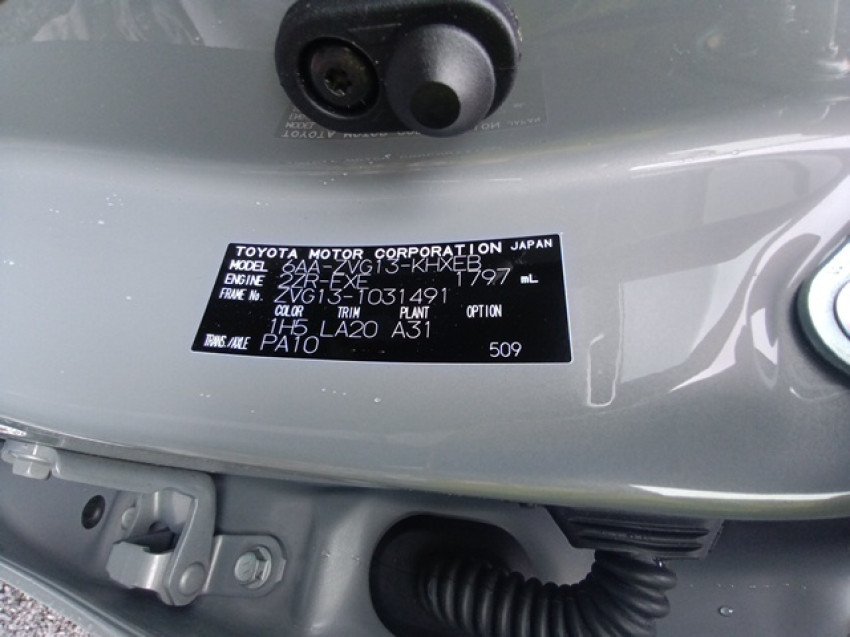 TOYOTA MOTOR CORPORATION JAPAN
MODEL 6AA-ZVG13-KHXEB
ENGINE 2ZR-EXE 1797 mL
FRAME No. ZVG13-1031491
COLOR TRIM PLANT OPTION
1H5 LA20 A31
TRANS./AXLE PA10 509